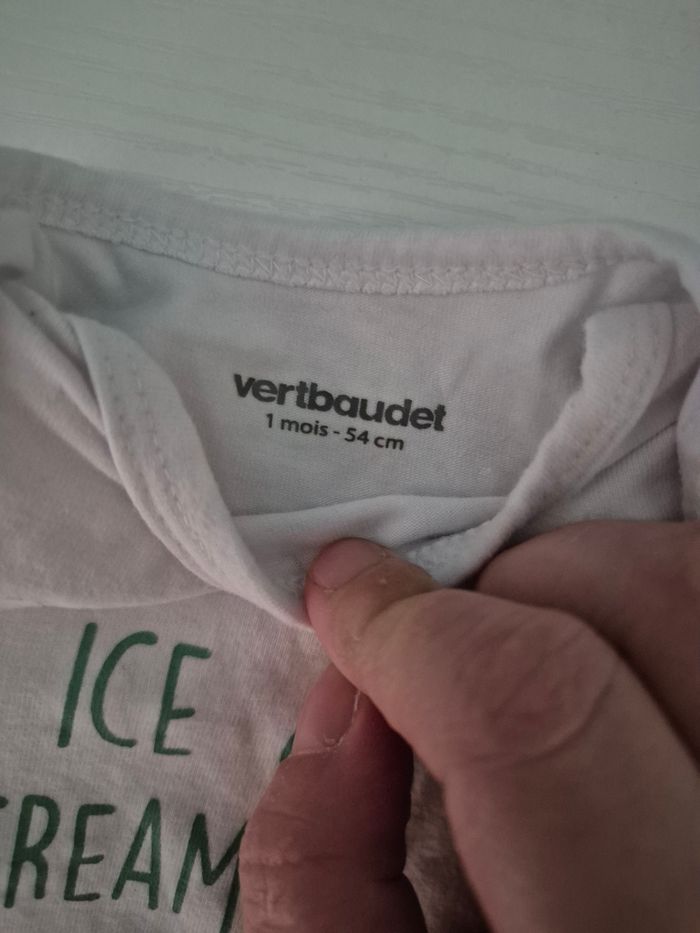 vertbaudet
1 mois - 54 cm
ICE
REAM